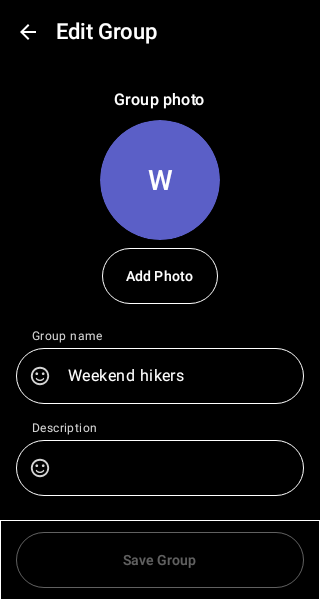 Edit Group
Group photo
W
Add Photo
Group name
Weekend hikers
Description
Save Group